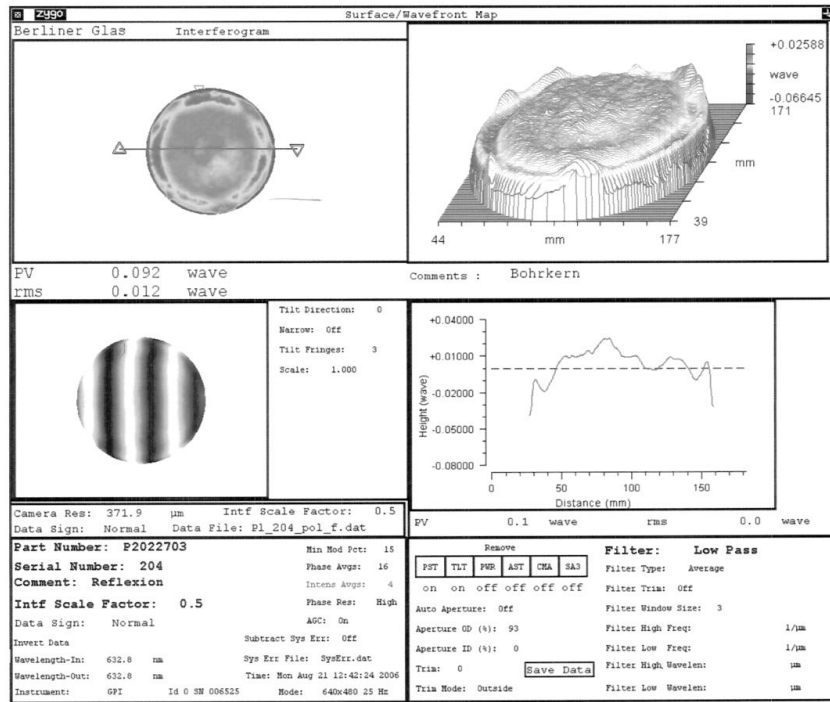 zygo Surface/Wavefront Map
Berliner Glas Interferogram
+0.02588
wave
-0.06645
171
mm
39
44 mm 177
PV 0.092 wave
rms 0.012 wave
Comments : Bohrkern
Tilt Direction: 0
Narrow: Off
Tilt Fringes: 3
Scale: 1.000
+0.04000
+0.01000
-0.02000
-0.05000
-0.08000
Height (wave)
0 50 100 150
Distance (mm)
PV 0.1 wave rms 0.0 wave
Camera Res: 371.9 µm Intf Scale Factor: 0.5
Data Sign: Normal Data File: Pl_204_pol_f.dat
Part Number: P2022703
Serial Number: 204
Comment: Reflexion
Intf Scale Factor: 0.5
Data Sign: Normal
Invert Data
Wavelength-In: 632.8 nm
Wavelength-Out: 632.8 nm
Instrument: GPI Id 0 SN 006525
Min Mod Pct: 15
Phase Avgs: 16
Intens Avgs: 4
Phase Res: High
AGC: On
Subtract Sys Err: Off
Sys Err File: SysErr.dat
Time: Mon Aug 21 12:42:24 2006
Mode: 640x480 25 Hz
Remove
PST TLT PWR AST CMA SA3
on on off off off off
Auto Aperture: Off
Aperture OD (%): 93
Aperture ID (%): 0
Trim: 0
Save Data
Trim Mode: Outside
Filter: Low Pass
Filter Type: Average
Filter Trim: Off
Filter Window Size: 3
Filter High Freq: 1/µm
Filter Low Freq: 1/µm
Filter High Wavelen: µm
Filter Low Wavelen: µm